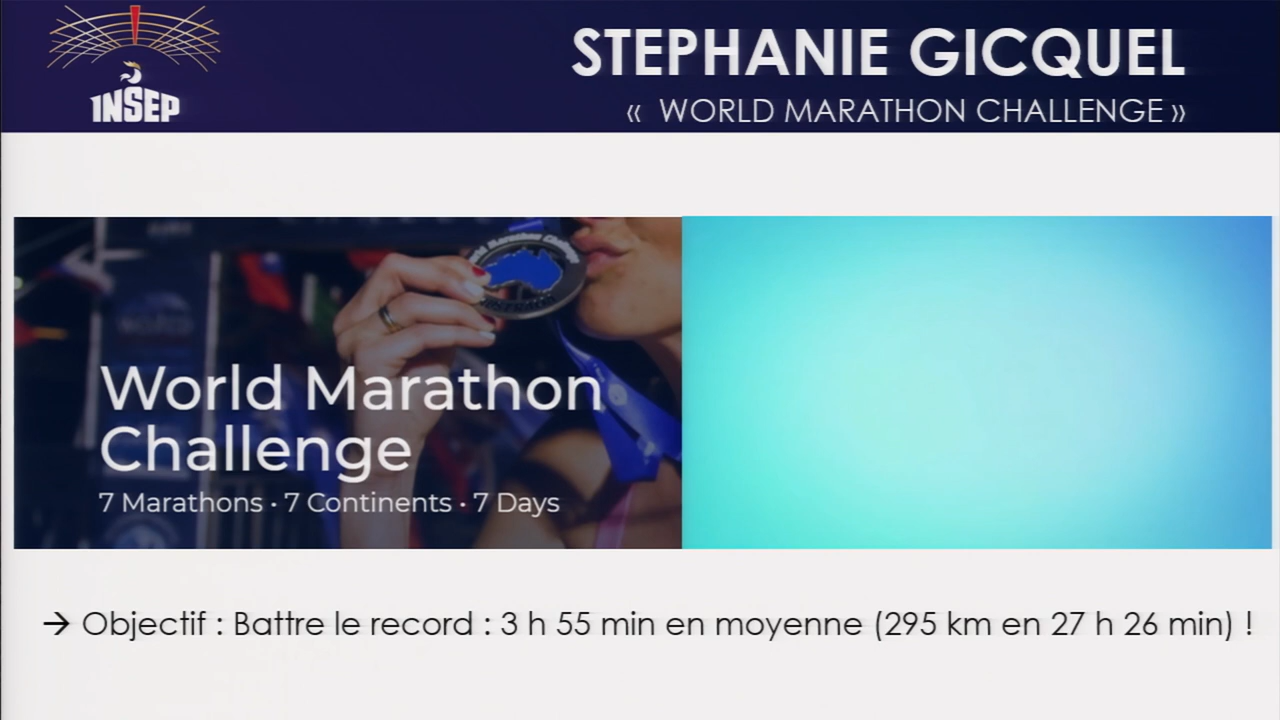 INSEP
STEPHANIE GICQUEL
« WORLD MARATHON CHALLENGE »
World Marathon
Challenge
7 Marathons • 7 Continents • 7 Days
→ Objectif : Battre le record : 3 h 55 min en moyenne (295 km en 27 h 26 min) !